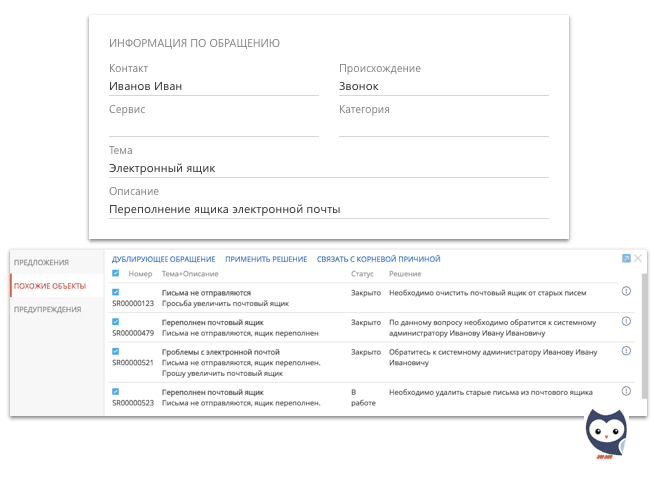 ИНФОРМАЦИЯ ПО ОБРАЩЕНИЮ
Контакт
Происхождение
Иванов Иван
Звонок
Сервис
Категория
Тема
Электронный ящик
Описание
Переполнение ящика электронной почты
ПРЕДЛОЖЕНИЯ
ПОХОЖИЕ ОБЪЕКТЫ
ПРЕДУПРЕЖДЕНИЯ
ДУБЛИРУЮЩЕЕ ОБРАЩЕНИЕ ПРИМЕНИТЬ РЕШЕНИЕ СВЯЗАТЬ С КОРНЕВОЙ ПРИЧИНОЙ
Номер Тема+Описание Статус Решение
Письма не отправляются Закрыто Необходимо очистить почтовый ящик от старых писем
SR00000123 Просьба увеличить почтовый ящик
Переполнен почтовый ящик Закрыто По данному вопросу необходимо обратится к системному
SR00000479 Письма не отправляются, ящик переполнен администратору Иванову Ивану Ивановичу
Проблемы с электронной почтой Закрыто Обратитесь к системному администратору Иванову Ивану
SR00000521 Письма не отправляются, ящик переполнен. Ивановичу
Прошу увеличить почтовый ящик
Переполнен почтовый ящик В Необходимо удалить старые письма из почтового ящика
SR00000523 Письма не отправляются, ящик переполнен. работе